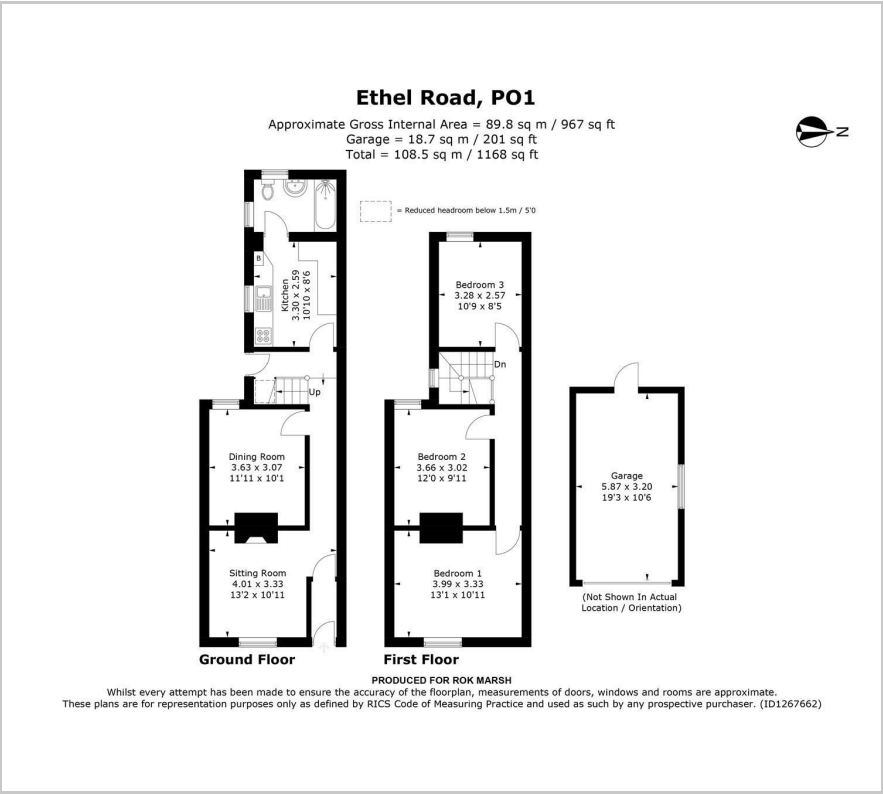 Ethel Road, PO1
Approximate Gross Internal Area = 89.8 sq m / 967 sq ft
Garage = 18.7 sq m / 201 sq ft
Total = 108.5 sq m / 1168 sq ft
N
= Reduced headroom below 1.5m / 5'0
B
Kitchen
3.30 x 2.59
10'10 x 8'6
Up
Dining Room
3.63 x 3.07
11'11 x 10'1
Sitting Room
4.01 x 3.33
13'2 x 10'11
Ground Floor
Bedroom 3
3.28 x 2.57
10'9 x 8'5
Dn
Bedroom 2
3.66 x 3.02
12'0 x 9'11
Bedroom 1
3.99 x 3.33
13'1 x 10'11
First Floor
Garage
5.87 x 3.20
19'3 x 10'6
(Not Shown In Actual
Location / Orientation)
PRODUCED FOR ROK MARSH
Whilst every attempt has been made to ensure the accuracy of the floorplan, measurements of doors, windows and rooms are approximate.
These plans are for representation purposes only as defined by RICS Code of Measuring Practice and used as such by any prospective purchaser. (ID1267662)